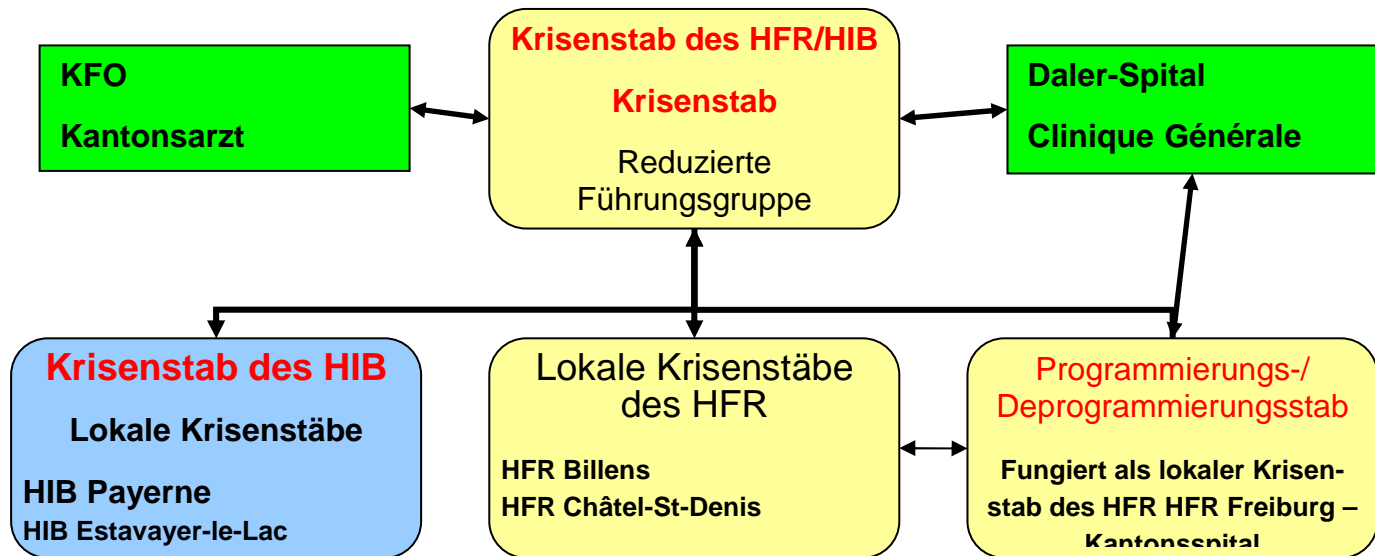 KFO
Kantonsarzt
Krisenstab des HFR/HIB
Krisenstab
Reduzierte
Führungsgruppe
Daler-Spital
Clinique Générale
Krisenstab des HIB
Lokale Krisenstäbe
HIB Payerne
HIB Estavayer-le-Lac
Lokale Krisenstäbe
des HFR
HFR Billens
HFR Châtel-St-Denis
Programmierungs-/
Deprogrammierungsstab
Fungiert als lokaler Krisen-
stab des HFR HFR Freiburg –
Kantonsspital